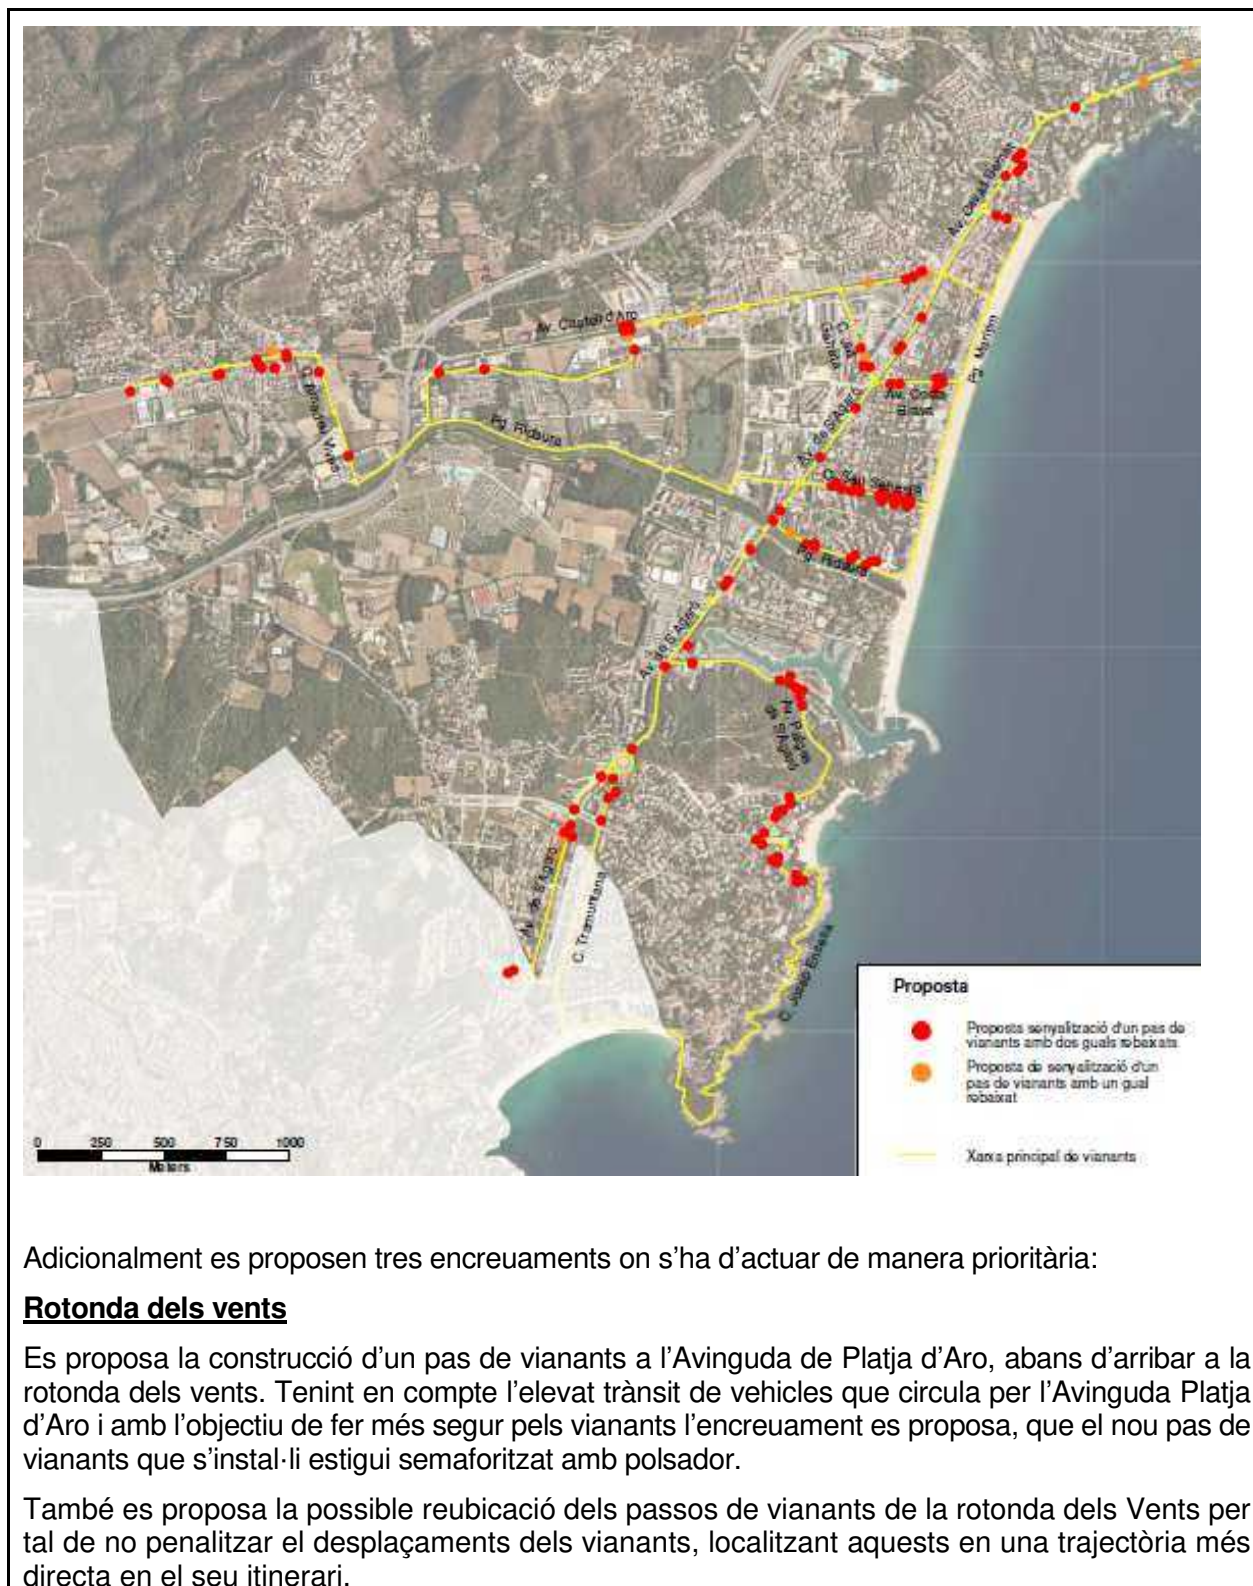 Av. Cavall Bernat
Av. Castell d'Aro
Pg. Marítim
C. Amadeu Vives
Av. Costa
Brava
Pg. Ridaura
Av. de S'Agaró
Pg. Ridaura
Av. de S'Agaró
Av. Platja
de S'Agaró
Av. de S'Agaró
C. Tramuntana
C. Josep Ensesa
Proposta
Proposta senyalització d'un pas de
vianants amb dos guals rebaixats
Proposta de senyalització d'un
pas de vianants amb un gual
rebaixat
Xarxa principal de vianants
0 250 500 750 1000
Meters
Adicionalment es proposen tres encreuaments on s'ha d'actuar de manera prioritària:
Rotonda dels vents
Es proposa la construcció d'un pas de vianants a l'Avinguda de Platja d'Aro, abans d'arribar a la
rotonda dels vents. Tenint en compte l'elevat trànsit de vehicles que circula per l'Avinguda Platja
d'Aro i amb l'objectiu de fer més segur pels vianants l'encreuament es proposa, que el nou pas de
vianants que s'instal·li estigui semaforitzat amb polsador.
També es proposa la possible reubicació dels passos de vianants de la rotonda dels Vents per
tal de no penalitzar el desplaçaments dels vianants, localitzant aquests en una trajectòria més
directa en el seu itinerari.